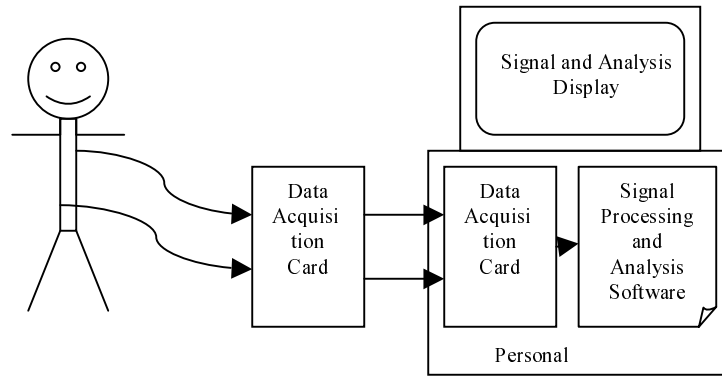 Signal and Analysis
Display
Data
Acquisi
tion
Card
Data
Acquisi
tion
Card
Signal
Processing
and
Analysis
Software
Personal